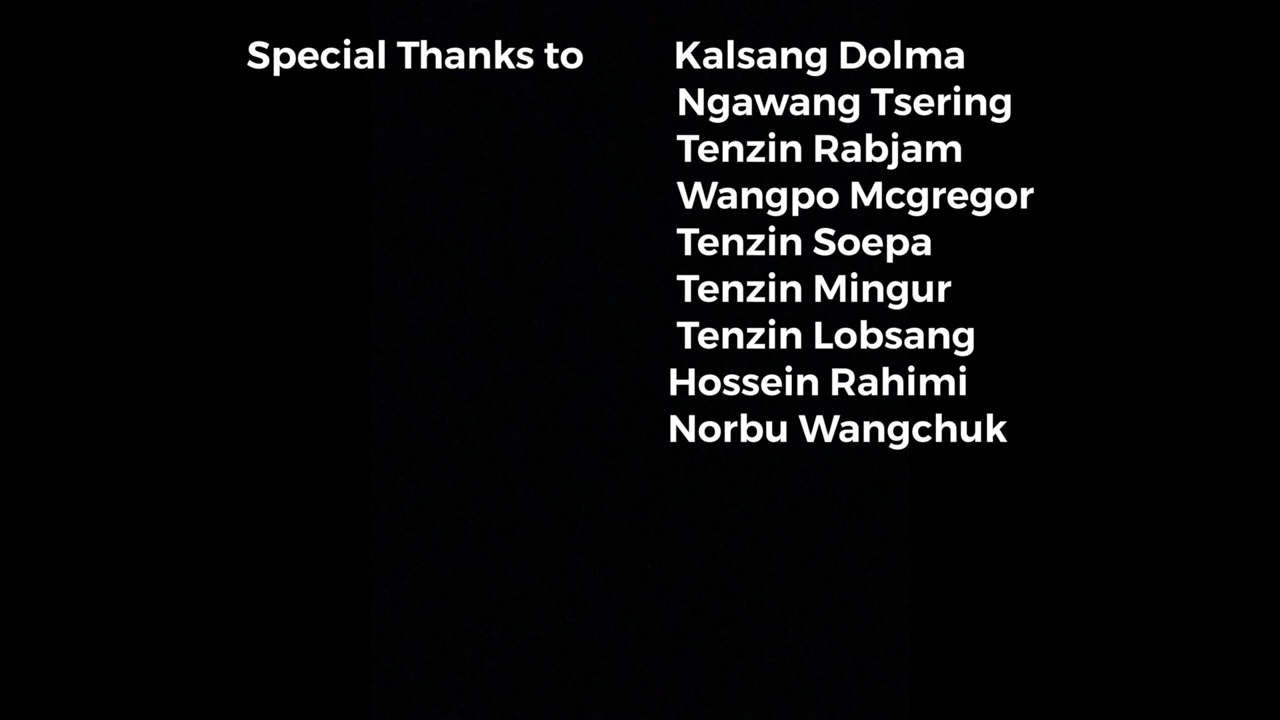 Special Thanks to Kalsang Dolma
Ngawang Tsering
Tenzin Rabjam
Wangpo Mcgregor
Tenzin Soepa
Tenzin Mingur
Tenzin Lobsang
Hossein Rahimi
Norbu Wangchuk